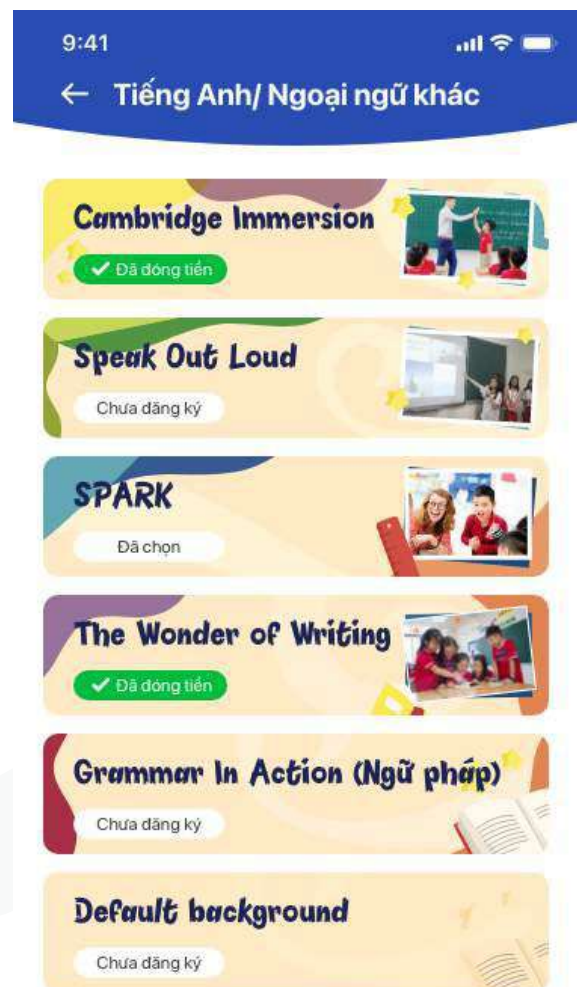 9:41
← Tiếng Anh/ Ngoại ngữ khác
Cambridge Immersion
✓ Đã đóng tiền
Speak Out Loud
Chưa đăng ký
SPARK
Đã chọn
The Wonder of Writing
✓ Đã đóng tiền
Grammar In Action (Ngữ pháp)
Chưa đăng ký
Default background
Chưa đăng ký